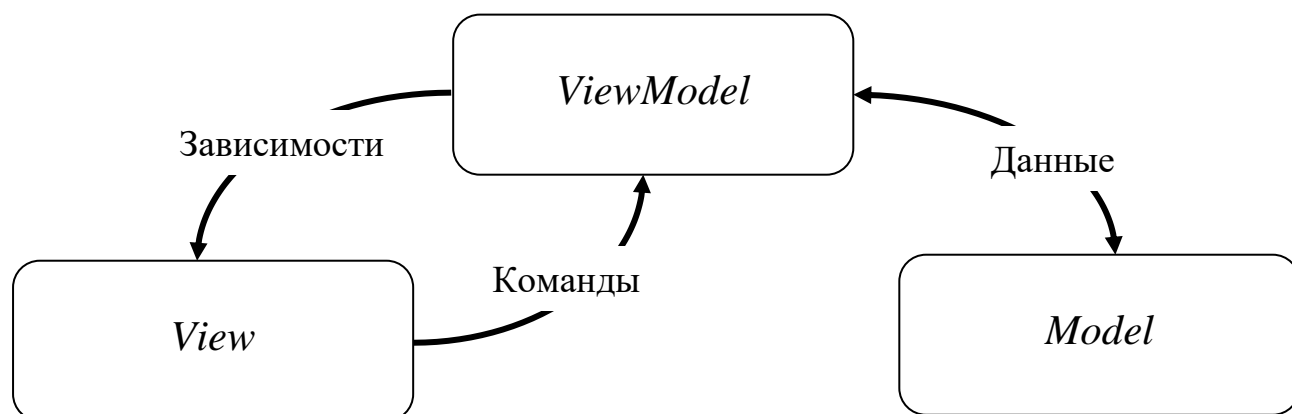 ViewModel
Зависимости
Данные
Команды
View
Model